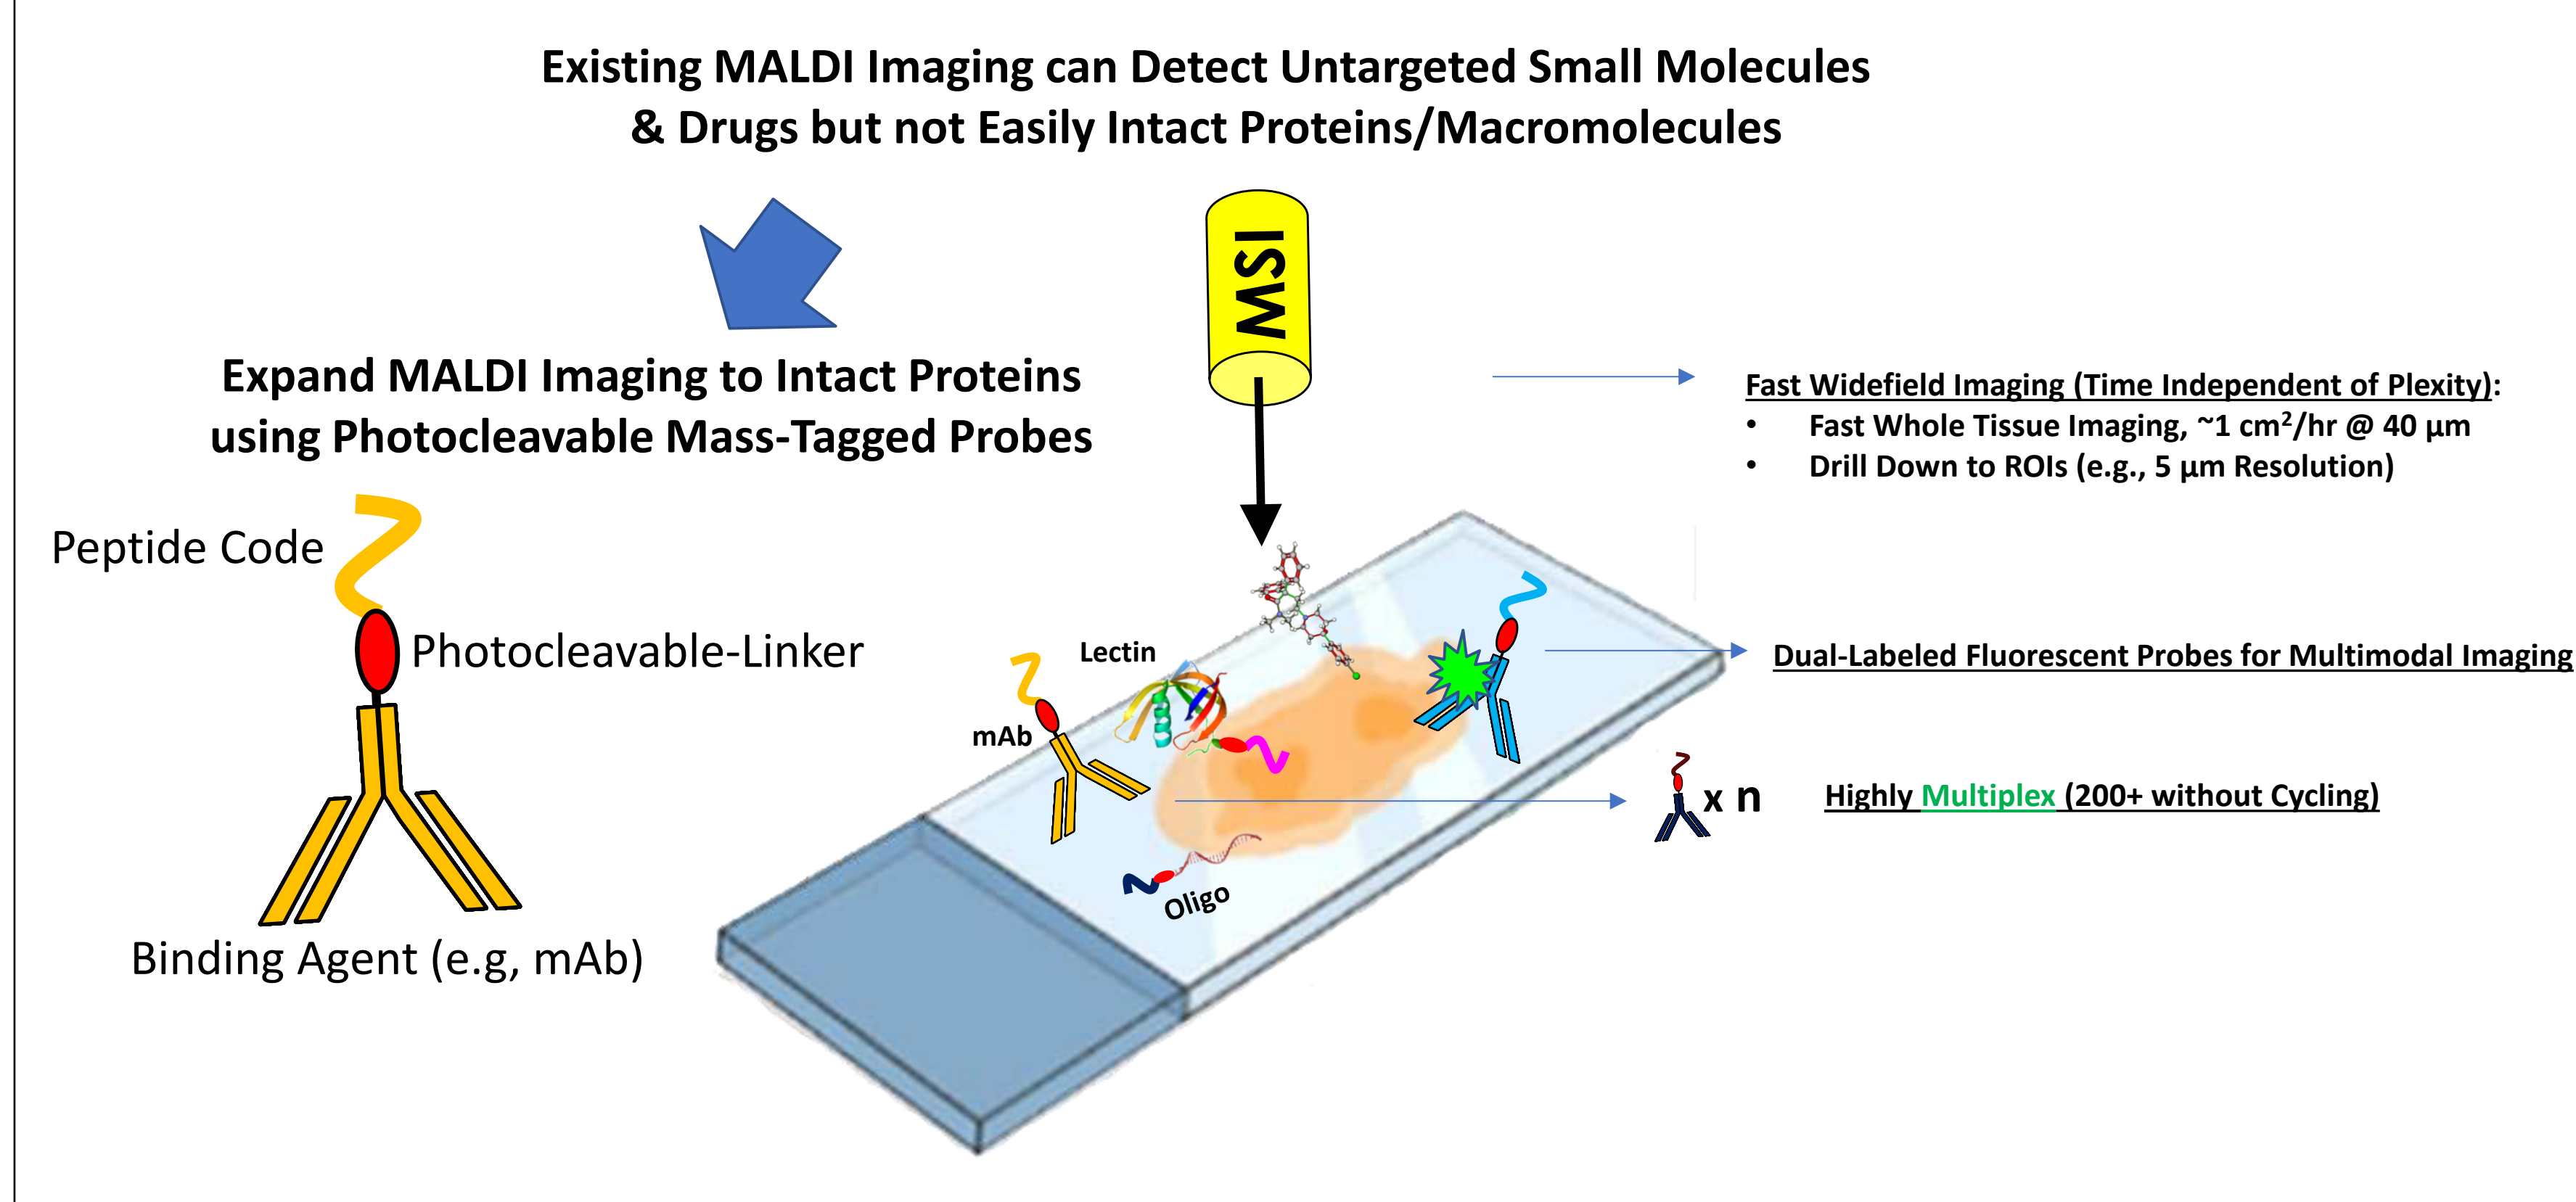 Existing MALDI Imaging can Detect Untargeted Small Molecules
& Drugs but not Easily Intact Proteins/Macromolecules
MSI
Expand MALDI Imaging to Intact Proteins
using Photocleavable Mass-Tagged Probes
Fast Widefield Imaging (Time Independent of Plexity):
• Fast Whole Tissue Imaging, ~1 cm²/hr @ 40 µm
• Drill Down to ROIs (e.g., 5 µm Resolution)
Peptide Code
Photocleavable-Linker
Binding Agent (e.g, mAb)
Lectin
mAb
Oligo
Dual-Labeled Fluorescent Probes for Multimodal Imaging
x n
Highly Multiplex (200+ without Cycling)